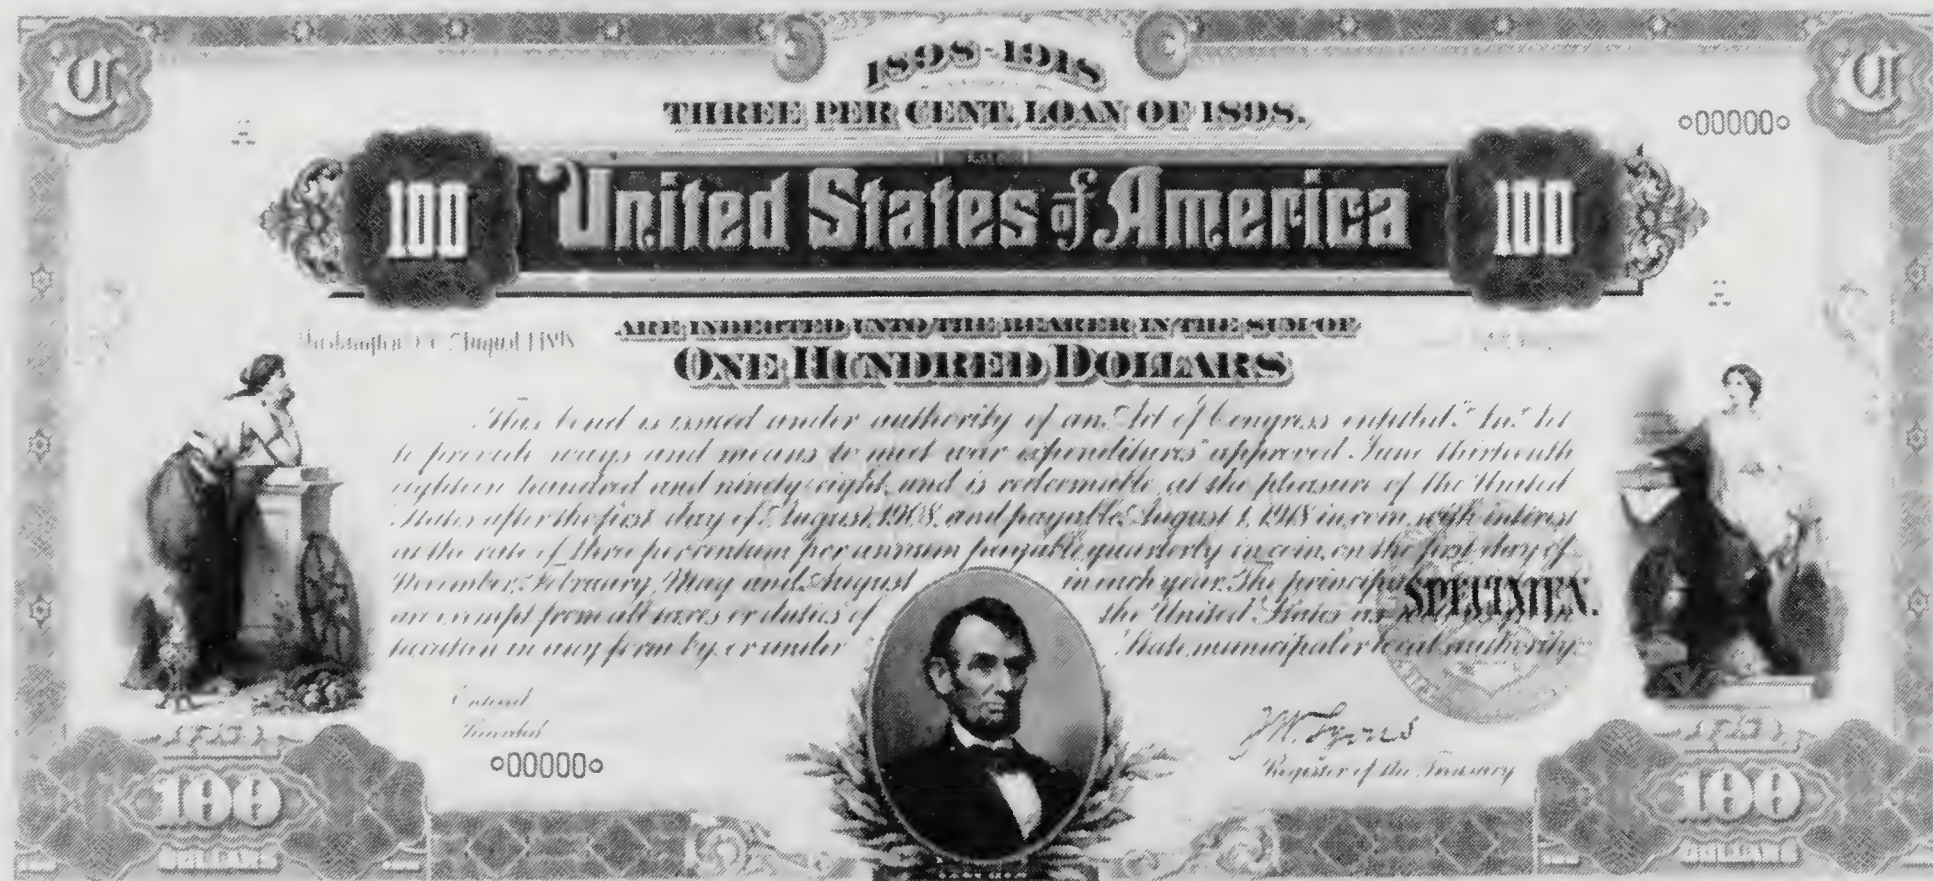 1898-1918
THREE PER CENT. LOAN OF 1898.
°00000°
100 United States of America 100
Washington D.C. August 1 1898
ARE INDEBTED UNTO THE BEARER IN THE SUM OF
ONE HUNDRED DOLLARS
This bond is issued under authority of an Act of Congress entitled "An Act
to provide ways and means to meet war expenditures" approved June thirteenth
eighteen hundred and ninety-eight, and is redeemable at the pleasure of the United
States after the first day of August, 1908, and payable August 1, 1918 in coin, with interest
at the rate of three per centum per annum payable quarterly in coin, on the first day of
November, February, May and August in each year. The principal
are exempt from all taxes or duties of the United States as
taxation in any form by or under State, municipal or local authority.
SPECIMEN.
Entered
Recorded
°00000°
Register of the Treasury
100
DOLLARS
100
DOLLARS